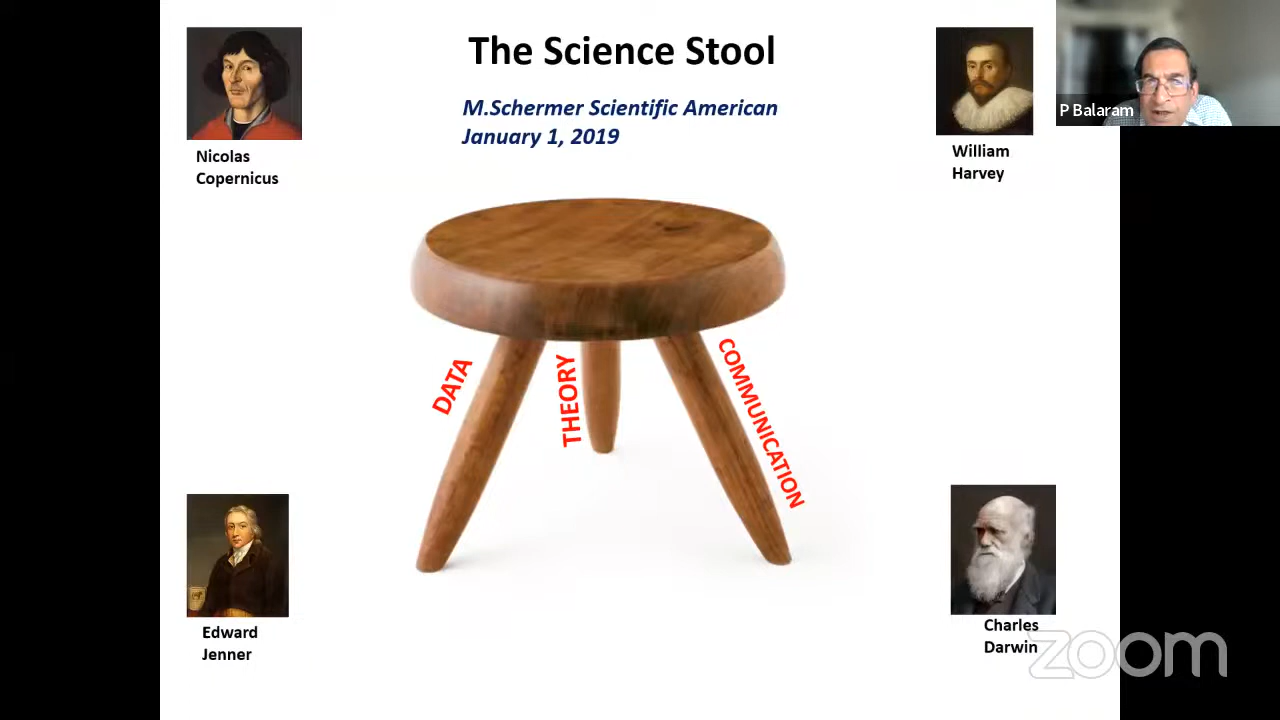 The Science Stool
M.Schermer Scientific American
January 1, 2019
Nicolas
Copernicus
William
Harvey
P Balaram
DATA
THEORY
COMMUNICATION
Edward
Jenner
Charles
Darwin
zoom